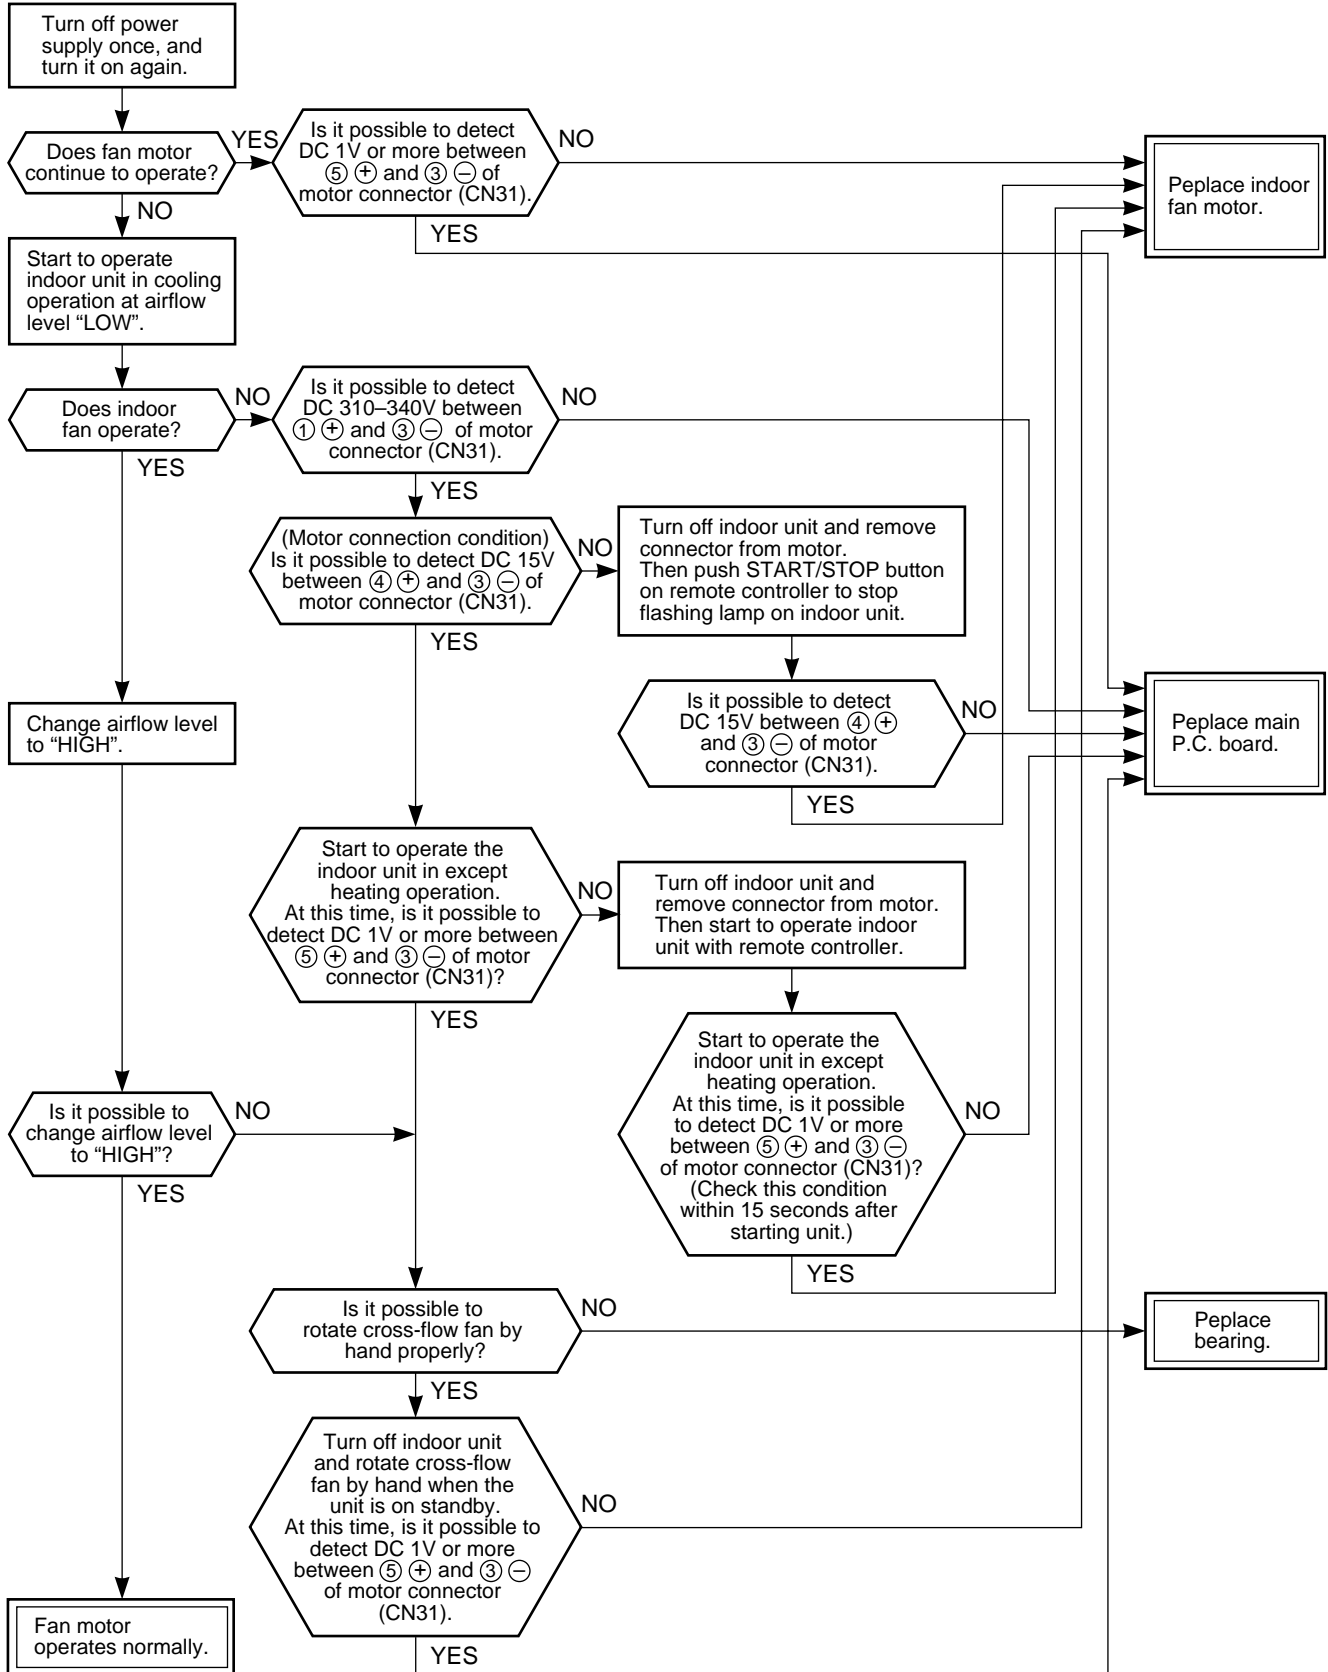 Turn off power
supply once, and
turn it on again.
Does fan motor
continue to operate?
YES
NO
Is it possible to detect
DC 1V or more between
⑤ ⊕ and ③ ⊖ of
motor connector (CN31).
NO
YES
Peplace indoor
fan motor.
Start to operate
indoor unit in cooling
operation at airflow
level “LOW”.
Does indoor
fan operate?
NO
YES
Is it possible to detect
DC 310–340V between
① ⊕ and ③ ⊖ of motor
connector (CN31).
NO
YES
(Motor connection condition)
Is it possible to detect DC 15V
between ④ ⊕ and ③ ⊖ of
motor connector (CN31).
NO
YES
Turn off indoor unit and remove
connector from motor.
Then push START/STOP button
on remote controller to stop
flashing lamp on indoor unit.
Is it possible to detect
DC 15V between ④ ⊕
and ③ ⊖ of motor
connector (CN31).
NO
YES
Peplace main
P.C. board.
Change airflow level
to “HIGH”.
Start to operate the
indoor unit in except
heating operation.
At this time, is it possible to
detect DC 1V or more between
⑤ ⊕ and ③ ⊖ of motor
connector (CN31)?
NO
YES
Turn off indoor unit and
remove connector from motor.
Then start to operate indoor
unit with remote controller.
Start to operate the
indoor unit in except
heating operation.
At this time, is it possible
to detect DC 1V or more
between ⑤ ⊕ and ③ ⊖
of motor connector (CN31)?
(Check this condition
within 15 seconds after
starting unit.)
NO
YES
Is it possible to
change airflow level
to “HIGH”?
NO
YES
Is it possible to
rotate cross-flow fan by
hand properly?
NO
YES
Peplace
bearing.
Turn off indoor unit
and rotate cross-flow
fan by hand when the
unit is on standby.
At this time, is it possible to
detect DC 1V or more
between ⑤ ⊕ and ③ ⊖
of motor connector
(CN31).
NO
YES
Fan motor
operates normally.